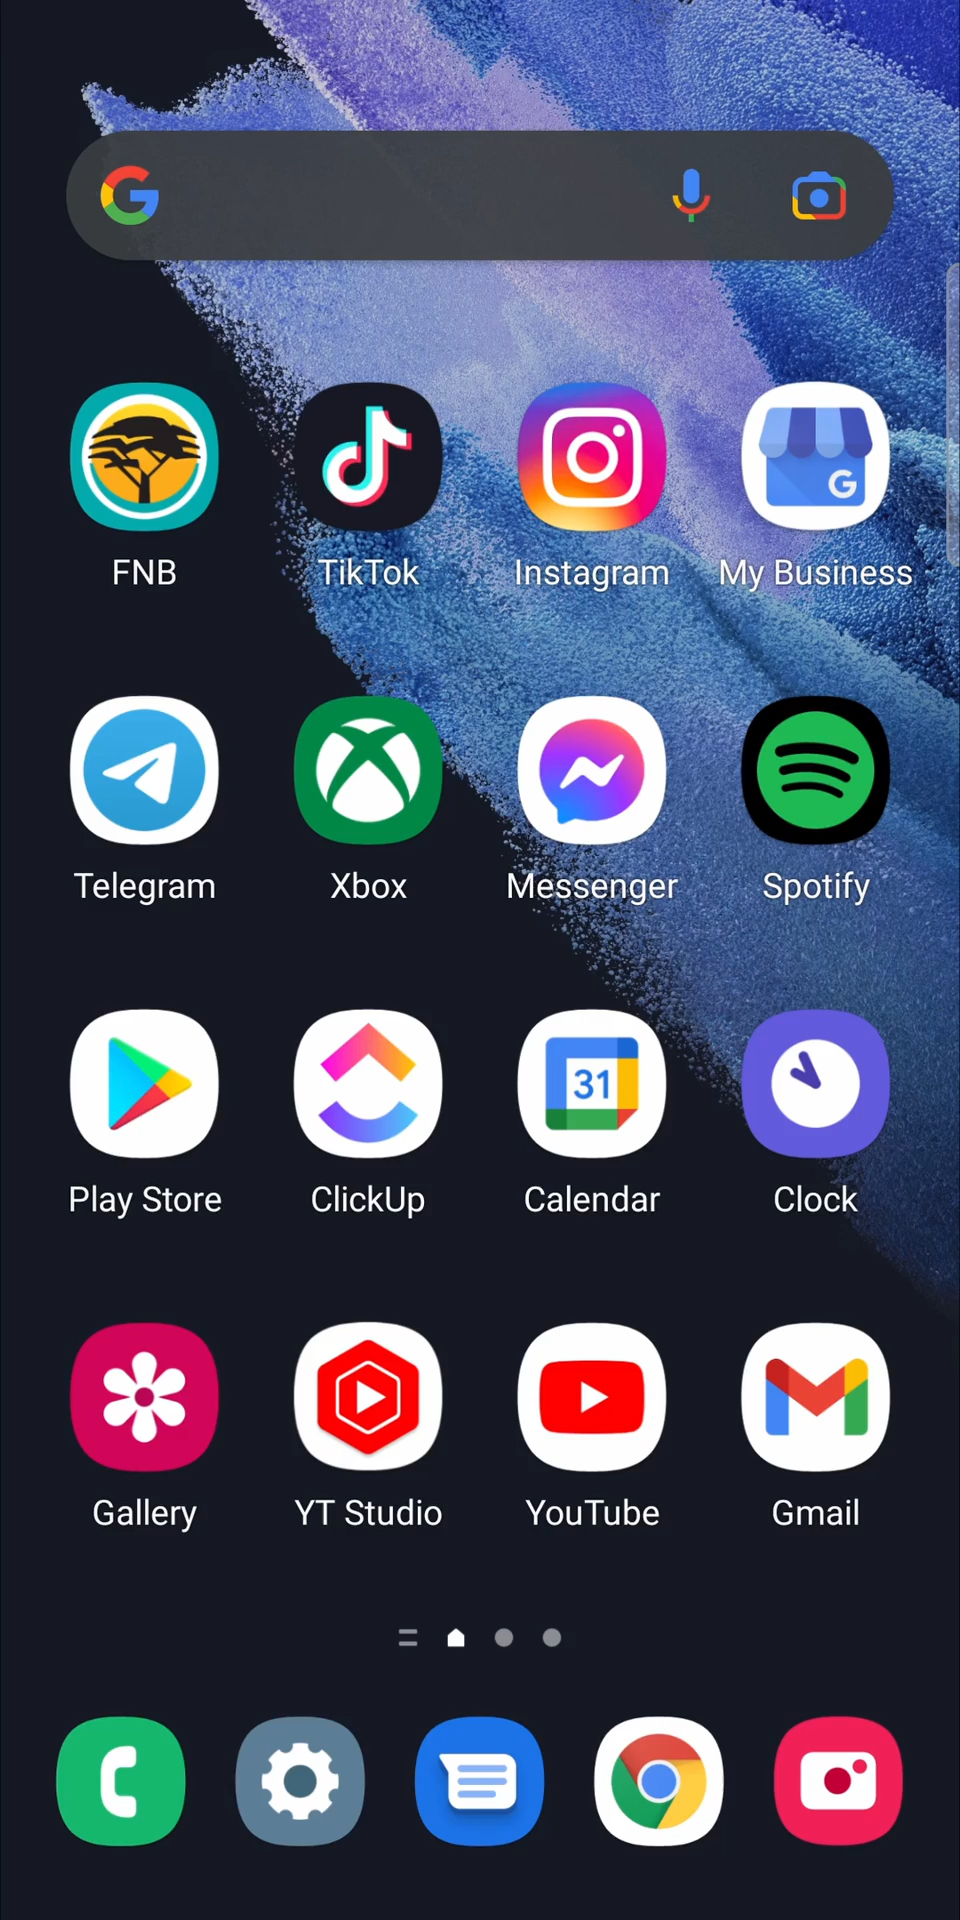 FNB
TikTok
Instagram
My Business
Telegram
Xbox
Messenger
Spotify
Play Store
ClickUp
31
Calendar
Clock
Gallery
YT Studio
YouTube
Gmail